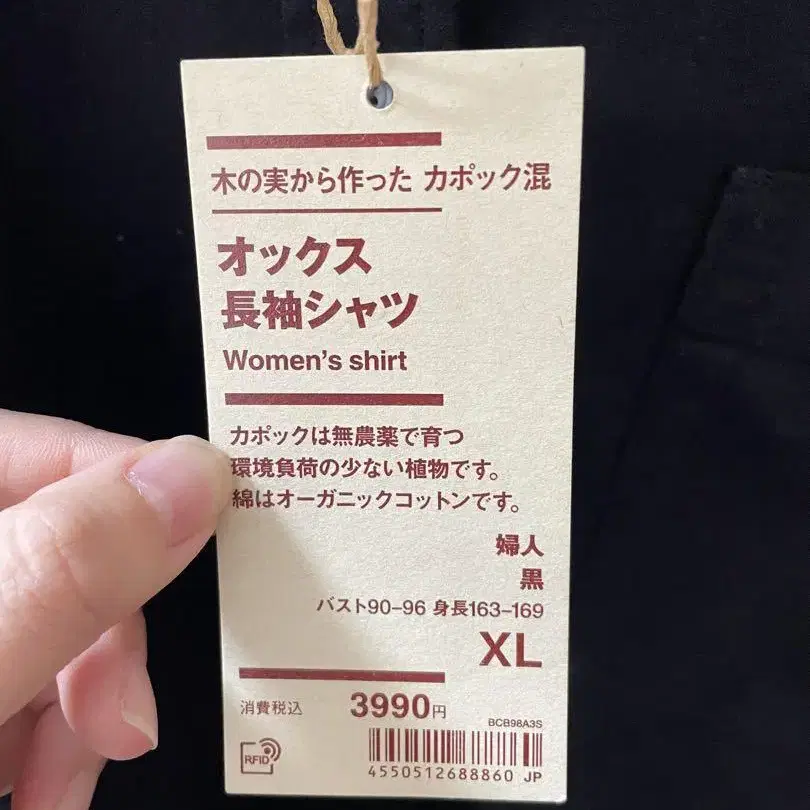 木の実から作った カポック混
オックス
長袖シャツ
Women's shirt
カポックは無農薬で育つ
環境負荷の少ない植物です。
綿はオーガニックコットンです。
婦人
黒
バスト90-96 身長163-169
XL
消費税込 3990円
BCB98A3S
RFID
4550512688860 JP